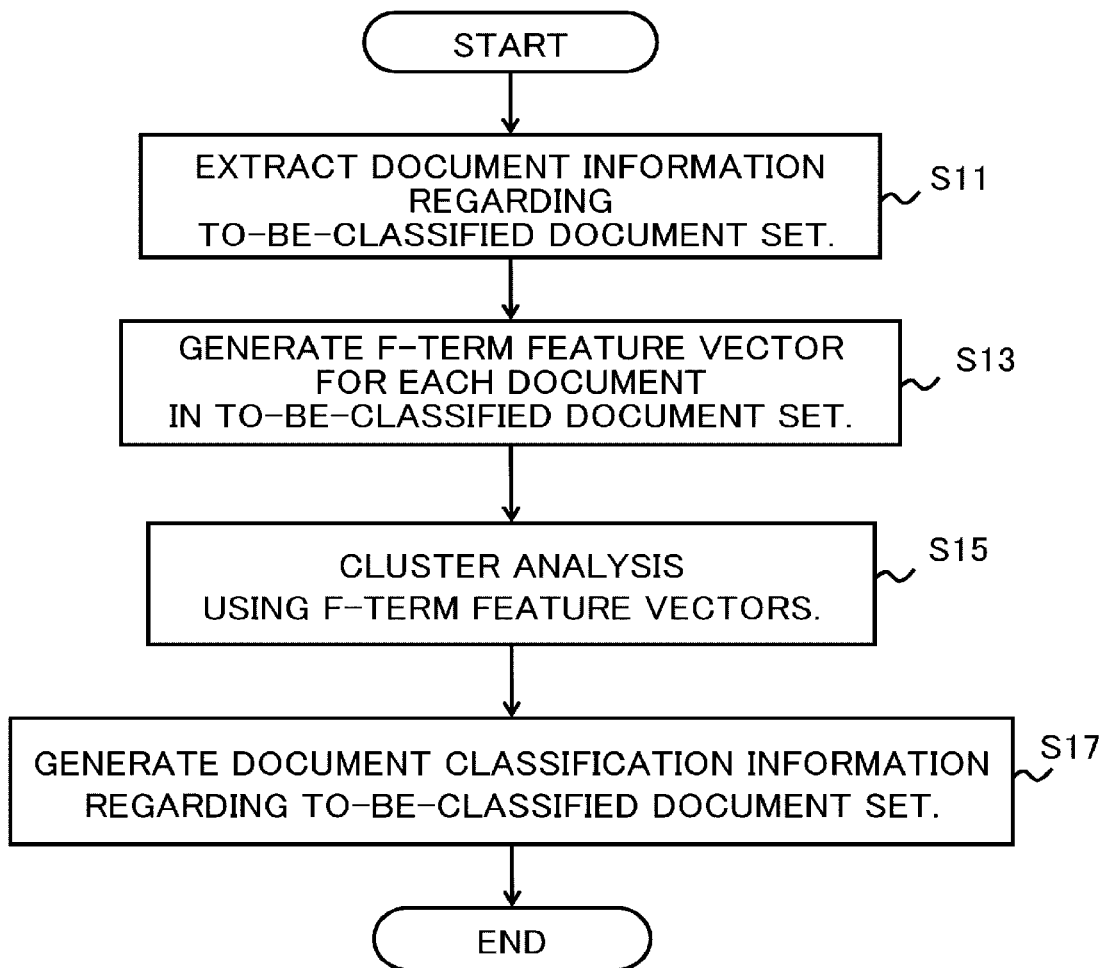 START
EXTRACT DOCUMENT INFORMATION
REGARDING
TO-BE-CLASSIFIED DOCUMENT SET.
S11
GENERATE F-TERM FEATURE VECTOR
FOR EACH DOCUMENT
IN TO-BE-CLASSIFIED DOCUMENT SET.
S13
CLUSTER ANALYSIS
USING F-TERM FEATURE VECTORS.
S15
GENERATE DOCUMENT CLASSIFICATION INFORMATION
REGARDING TO-BE-CLASSIFIED DOCUMENT SET.
S17
END